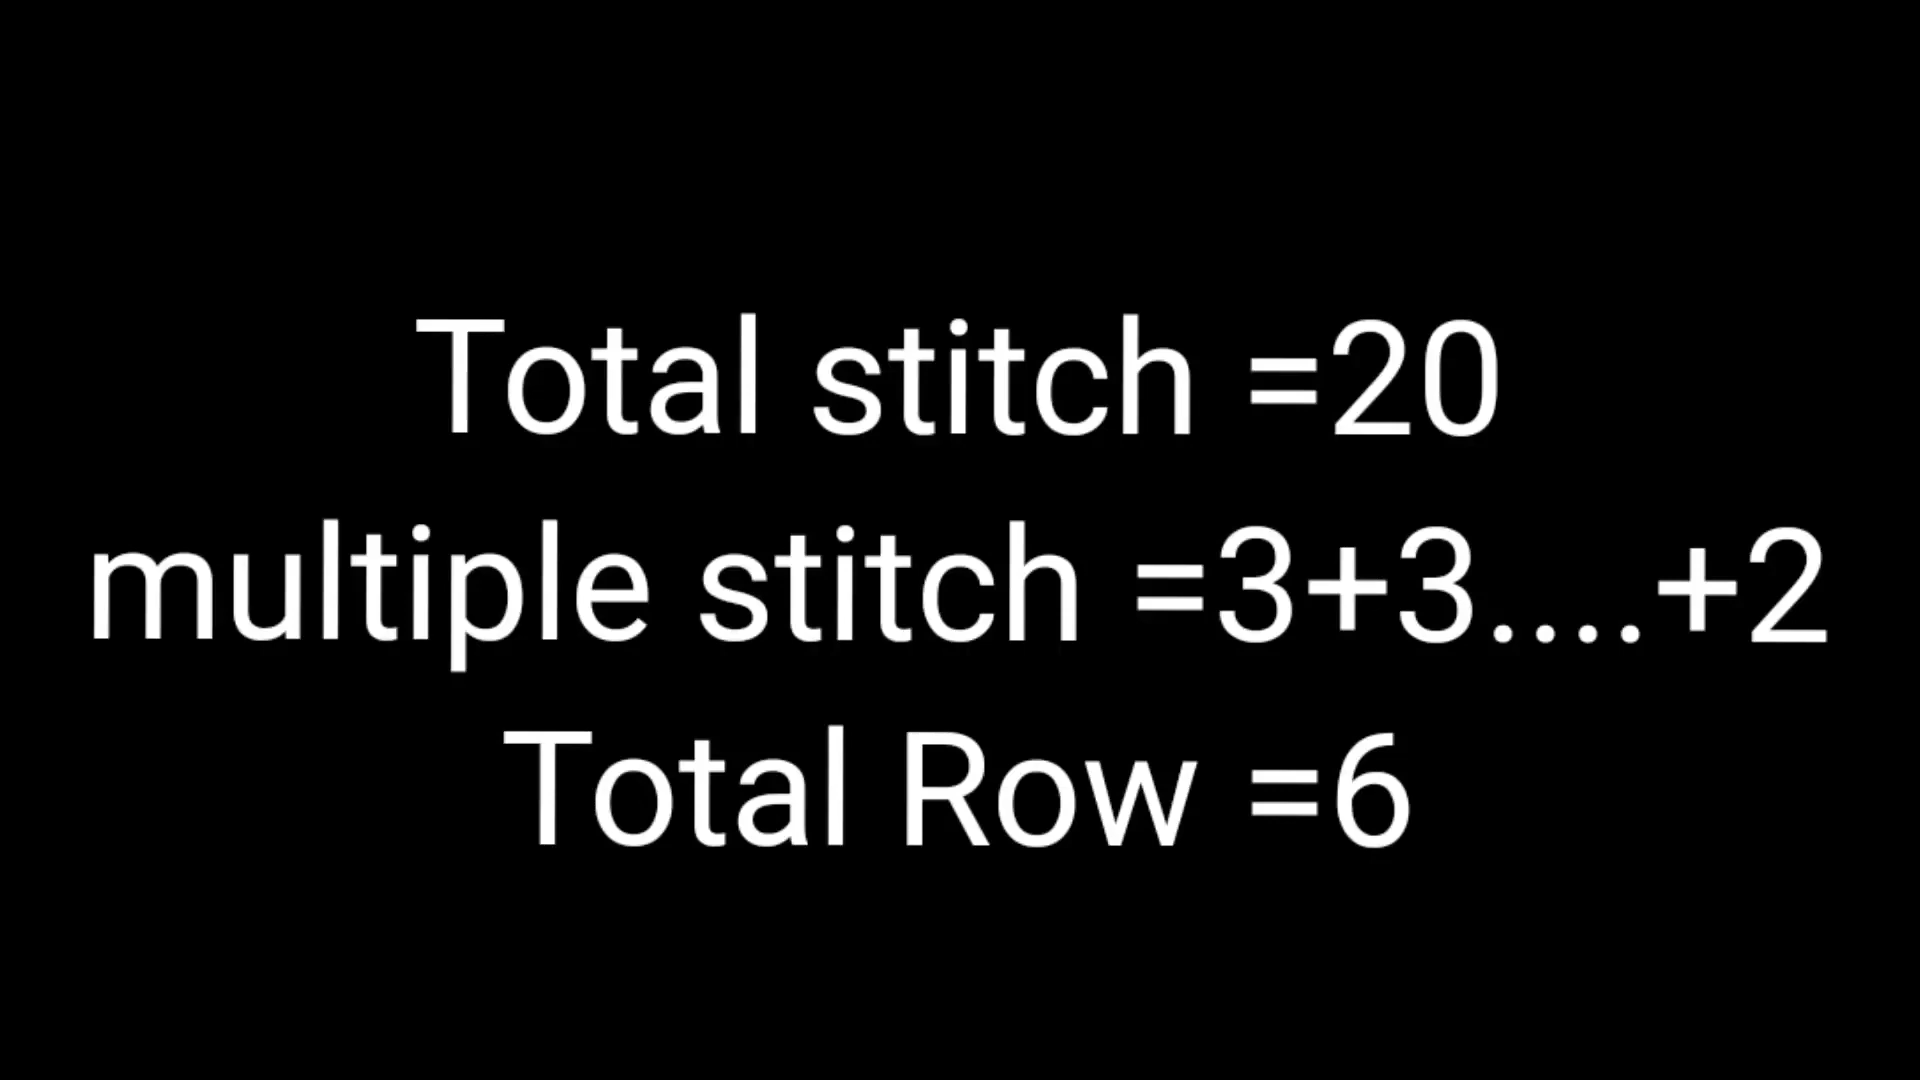 Total stitch =20
multiple stitch =3+3....+2
Total Row =6